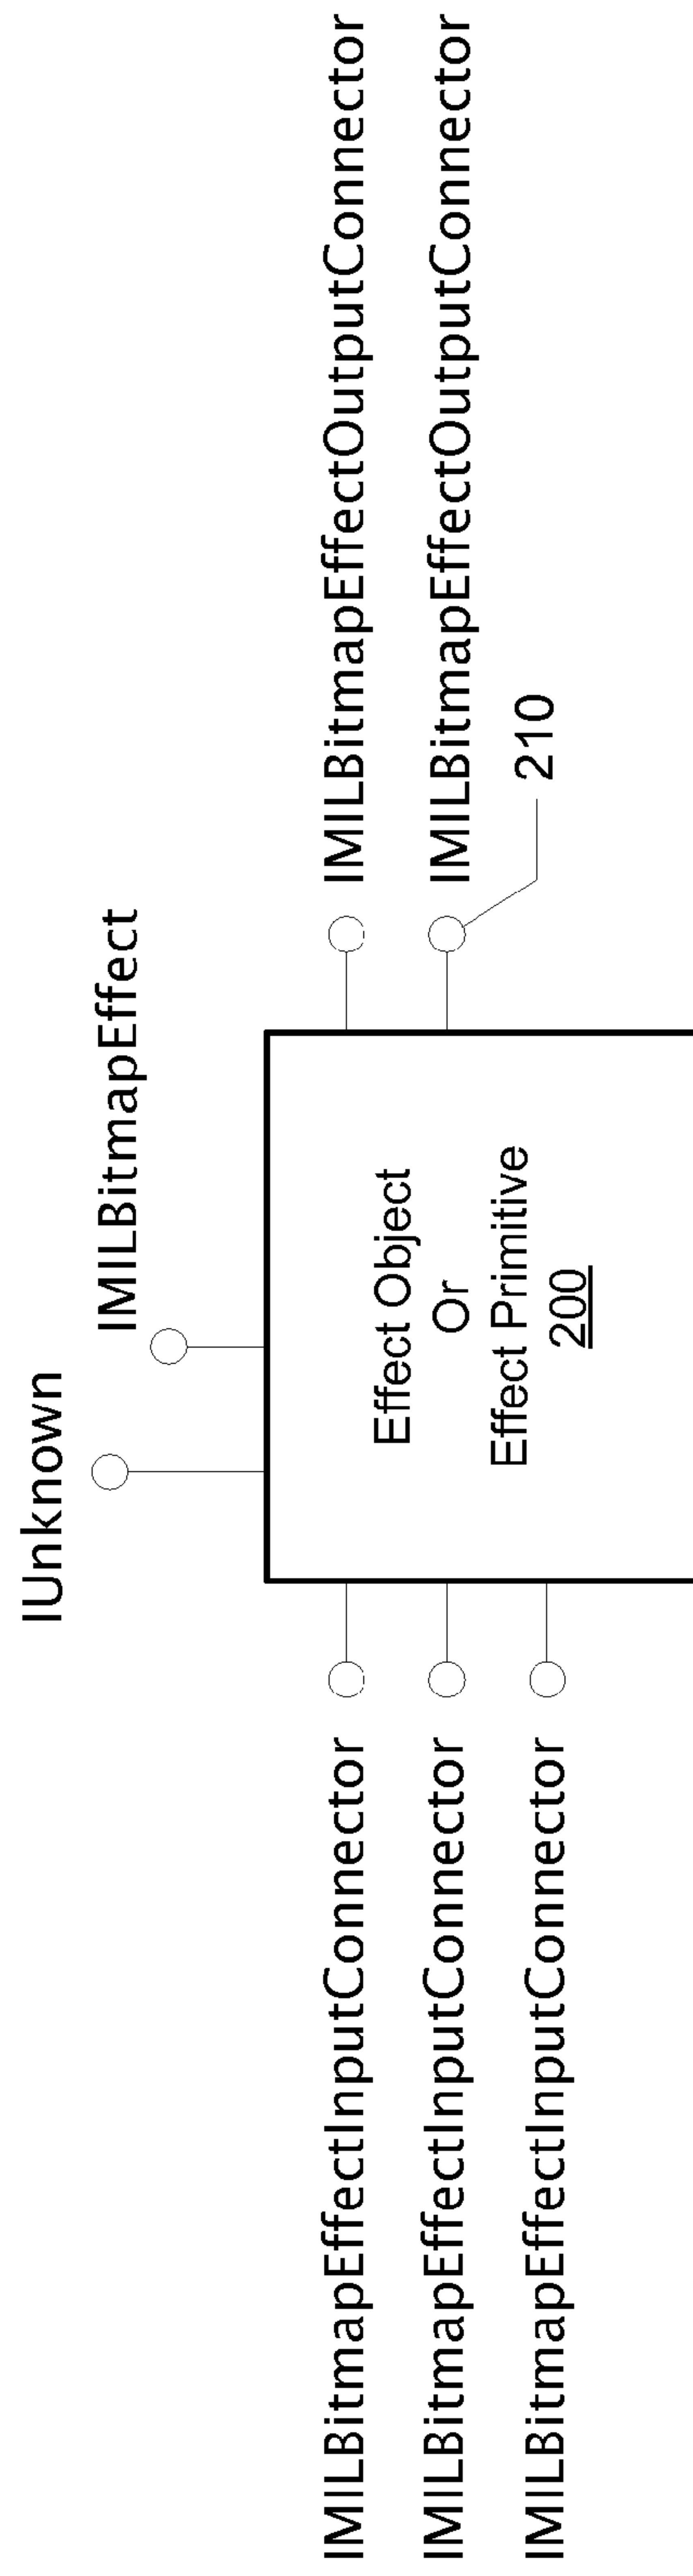 IUnknown
IMILBitmapEffect
IMILBitmapEffectInputConnector
IMILBitmapEffectInputConnector
IMILBitmapEffectInputConnector
Effect Object
Or
Effect Primitive
200
IMILBitmapEffectOutputConnector
IMILBitmapEffectOutputConnector
210